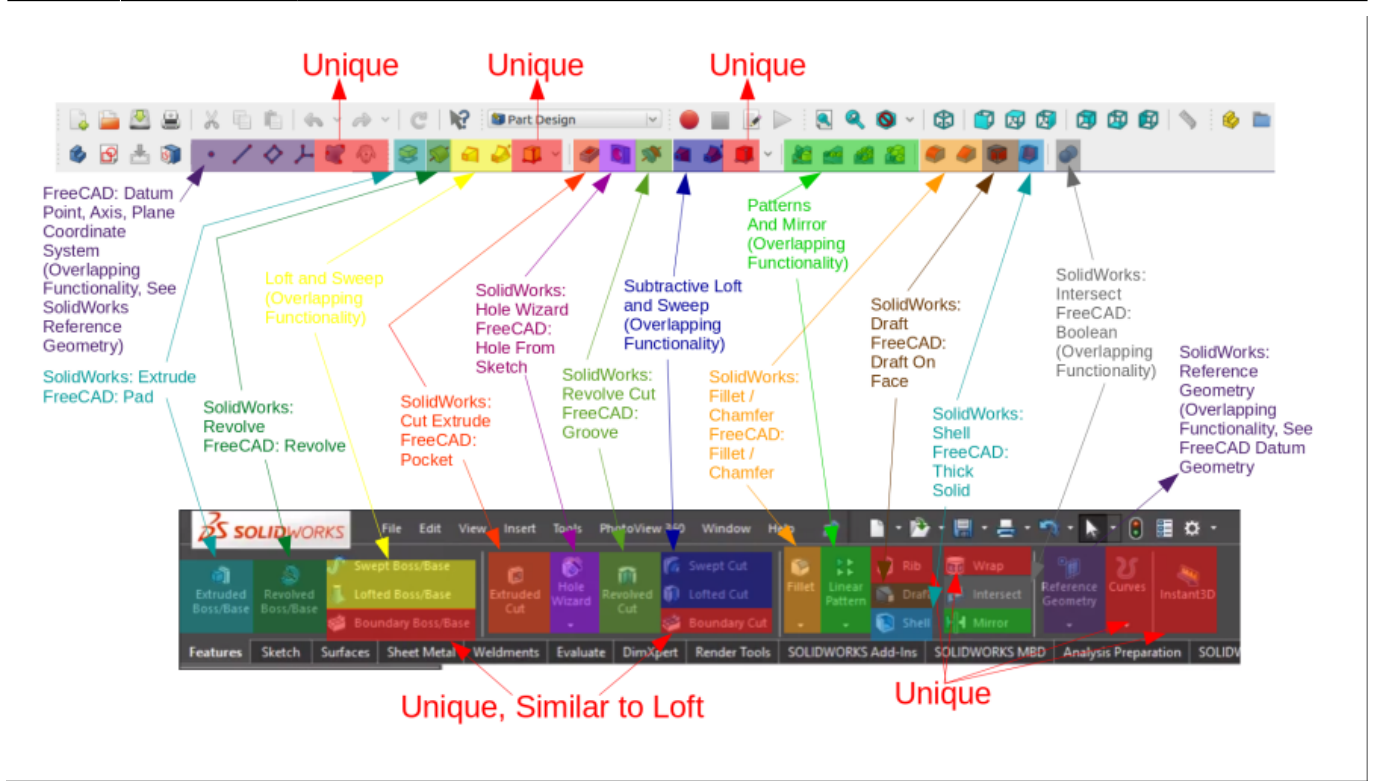 Unique
Unique
Unique
Part Design
FreeCAD: Datum
Point, Axis, Plane
Coordinate
System
(Overlapping
Functionality, See
SolidWorks
Reference
Geometry)
SolidWorks: Extrude
FreeCAD: Pad
SolidWorks:
Revolve
FreeCAD: Revolve
Loft and Sweep
(Overlapping
Functionality)
SolidWorks:
Cut Extrude
FreeCAD:
Pocket
SolidWorks:
Hole Wizard
FreeCAD:
Hole From
Sketch
SolidWorks:
Revolve Cut
FreeCAD:
Groove
Subtractive Loft
and Sweep
(Overlapping
Functionality)
Patterns
And Mirror
(Overlapping
Functionality)
SolidWorks:
Fillet /
Chamfer
FreeCAD:
Fillet /
Chamfer
SolidWorks:
Draft
FreeCAD:
Draft On
Face
SolidWorks:
Shell
FreeCAD:
Thick
Solid
SolidWorks:
Intersect
FreeCAD:
Boolean
(Overlapping
Functionality)
SolidWorks:
Reference
Geometry
(Overlapping
Functionality, See
FreeCAD Datum
Geometry
SOLIDWORKS
File Edit View Insert Tools PhotoView 360 Window Help
Extruded
Boss/Base
Revolved
Boss/Base
Swept Boss/Base
Lofted Boss/Base
Boundary Boss/Base
Extruded
Cut
Hole
Wizard
Revolved
Cut
Swept Cut
Lofted Cut
Boundary Cut
Fillet
Linear
Pattern
Rib
Draft
Shell
Wrap
Intersect
Mirror
Reference
Geometry
Curves
Instant3D
Features Sketch Surfaces Sheet Metal Weldments Evaluate DimXpert Render Tools SOLIDWORKS Add-Ins SOLIDWORKS MBD Analysis Preparation SOLIDW
Unique, Similar to Loft
Unique